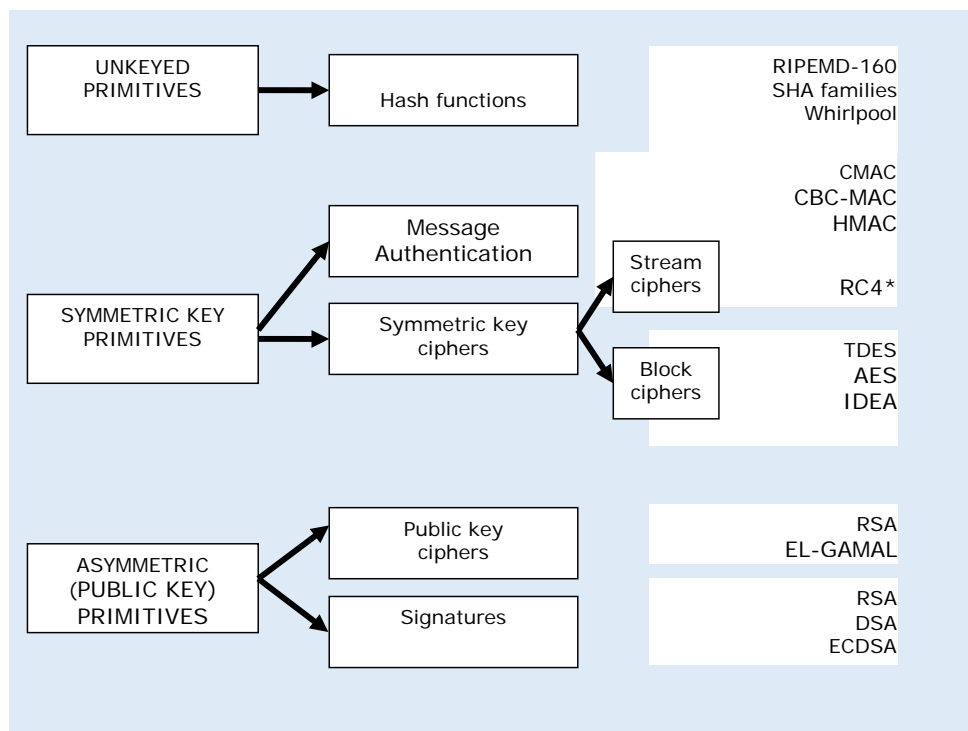 UNKEYED
PRIMITIVES
Hash functions
RIPEMD-160
SHA families
Whirlpool
SYMMETRIC KEY
PRIMITIVES
Message
Authentication
CMAC
CBC-MAC
HMAC
Symmetric key
ciphers
Stream
ciphers
RC4*
Block
ciphers
TDES
AES
IDEA
ASYMMETRIC
(PUBLIC KEY)
PRIMITIVES
Public key
ciphers
RSA
EL-GAMAL
Signatures
RSA
DSA
ECDSA